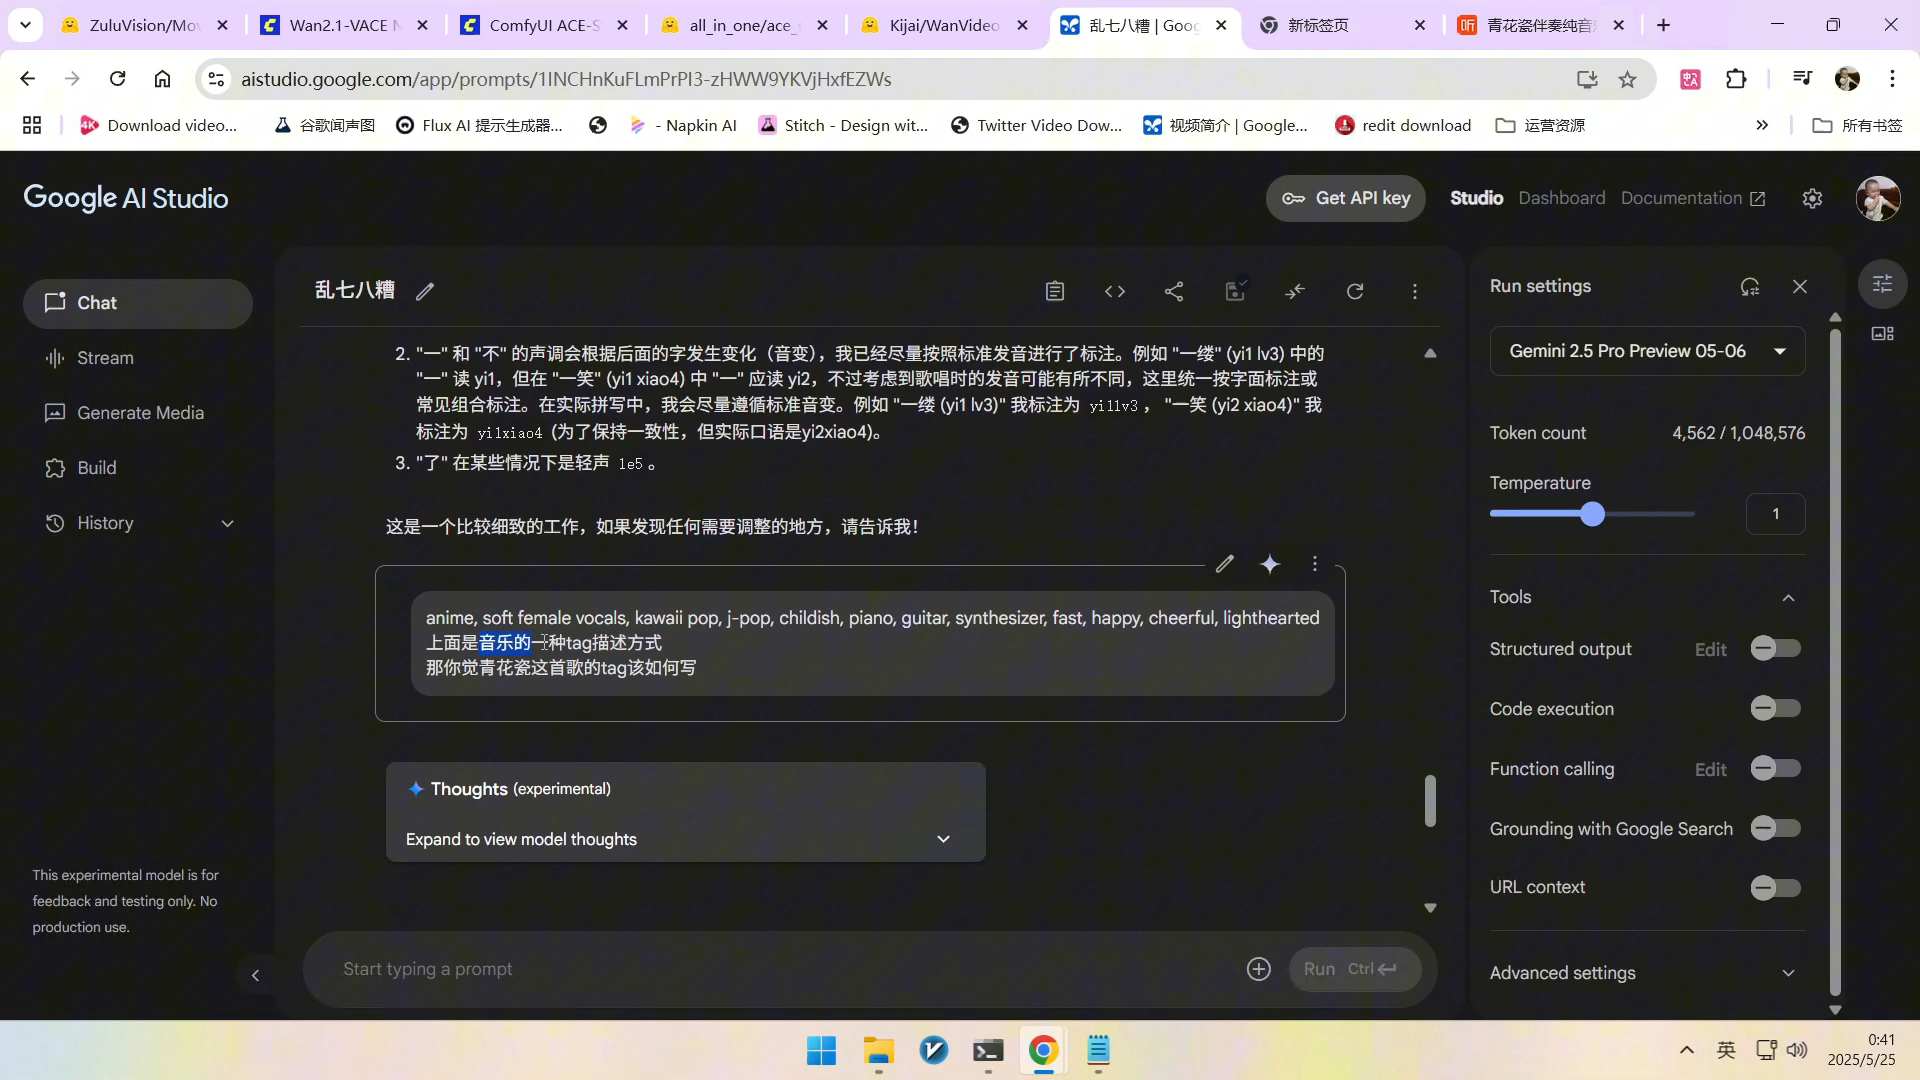 ZuluVision/Mov
Wan2.1-VACE N
ComfyUI ACE-S
all_in_one/ace_s
Kijai/WanVideo
乱七八糟 | Goog
新标签页
青花瓷伴奏纯音
aistudio.google.com/app/prompts/1INCHnKuFLmPrPI3-zHWW9YKVjHxfEZWs
Download video...
谷歌闻声图
Flux AI 提示生成器...
- Napkin AI
Stitch - Design wit...
Twitter Video Dow...
视频简介 | Google...
redit download
运营资源
所有书签
Google AI Studio
Get API key
Studio
Dashboard
Documentation
Chat
Stream
Generate Media
Build
History
This experimental model is for
feedback and testing only. No
production use.
乱七八糟
2. "一" 和 "不" 的声调会根据后面的字发生变化（音变），我已经尽量按照标准发音进行了标注。例如 "一缕" (yi1 lv3) 中的
"一" 读 yi1，但在 "一笑" (yi1 xiao4) 中 "一" 应读 yi2，不过考虑到歌唱时的发音可能有所不同，这里统一按字面标注或
常见组合标注。在实际拼写中，我会尽量遵循标准音变。例如 "一缕 (yi1 lv3)" 我标注为 yi1lv3， "一笑 (yi2 xiao4)" 我
标注为 yi1xiao4 (为了保持一致性，但实际口语是yi2xiao4)。
3. "了" 在某些情况下是轻声 le5 。
这是一个比较细致的工作，如果发现任何需要调整的地方，请告诉我！
anime, soft female vocals, kawaii pop, j-pop, childish, piano, guitar, synthesizer, fast, happy, cheerful, lighthearted
上面是音乐的一种tag描述方式
那你觉青花瓷这首歌的tag该如何写
Thoughts (experimental)
Expand to view model thoughts
Start typing a prompt
Run Ctrl
Run settings
Gemini 2.5 Pro Preview 05-06
Token count 4,562 / 1,048,576
Temperature
1
Tools
Structured output Edit
Code execution
Function calling Edit
Grounding with Google Search
URL context
Advanced settings
英
0:41
2025/5/25